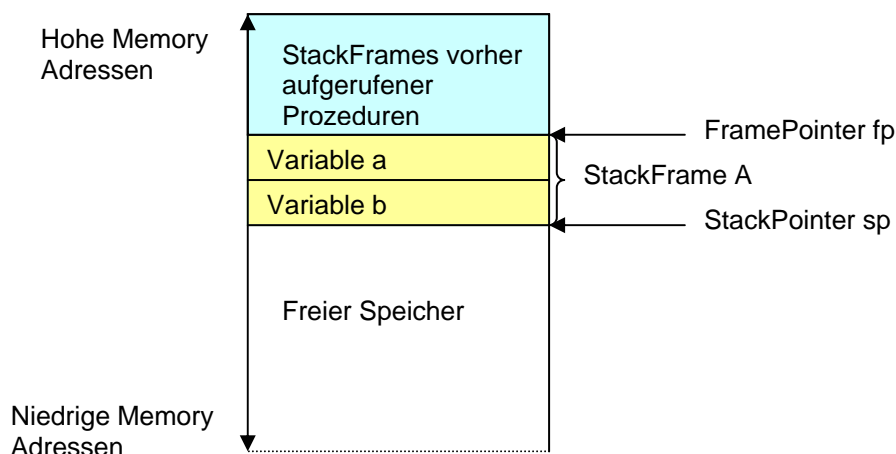 Hohe Memory
Adressen
StackFrames vorher
aufgerufener
Prozeduren
FramePointer fp
Variable a
StackFrame A
Variable b
StackPointer sp
Freier Speicher
Niedrige Memory
Adressen